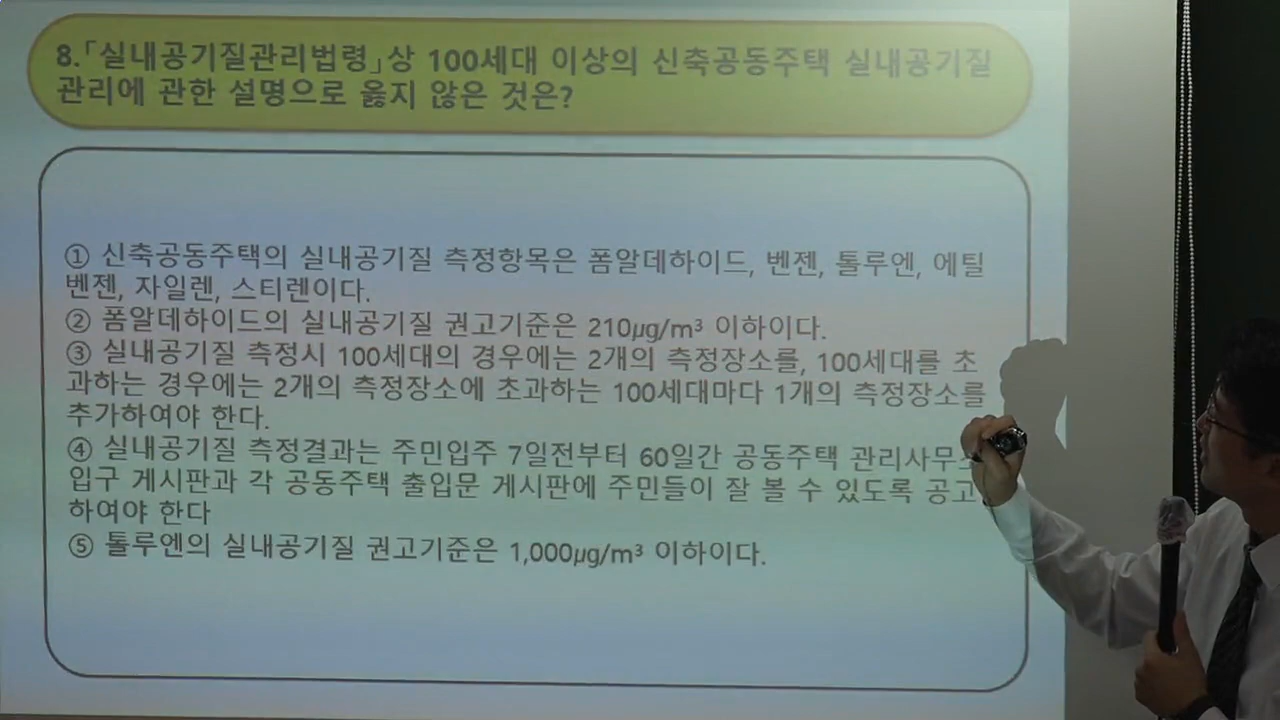 8.「실내공기질관리법령」상 100세대 이상의 신축공동주택 실내공기질
관리에 관한 설명으로 옳지 않은 것은?
① 신축공동주택의 실내공기질 측정항목은 폼알데하이드, 벤젠, 톨루엔, 에틸
벤젠, 자일렌, 스티렌이다.
② 폼알데하이드의 실내공기질 권고기준은 210μg/m³ 이하이다.
③ 실내공기질 측정시 100세대의 경우에는 2개의 측정장소를, 100세대를 초
과하는 경우에는 2개의 측정장소에 초과하는 100세대마다 1개의 측정장소를
추가하여야 한다.
④ 실내공기질 측정결과는 주민입주 7일전부터 60일간 공동주택
입구 게시판과 각 공동주택 출입문 게시판에 주민들이 잘 볼 수 있도록 공고
하여야 한다
⑤ 톨루엔의 실내공기질 권고기준은 1,000μg/m³ 이하이다.